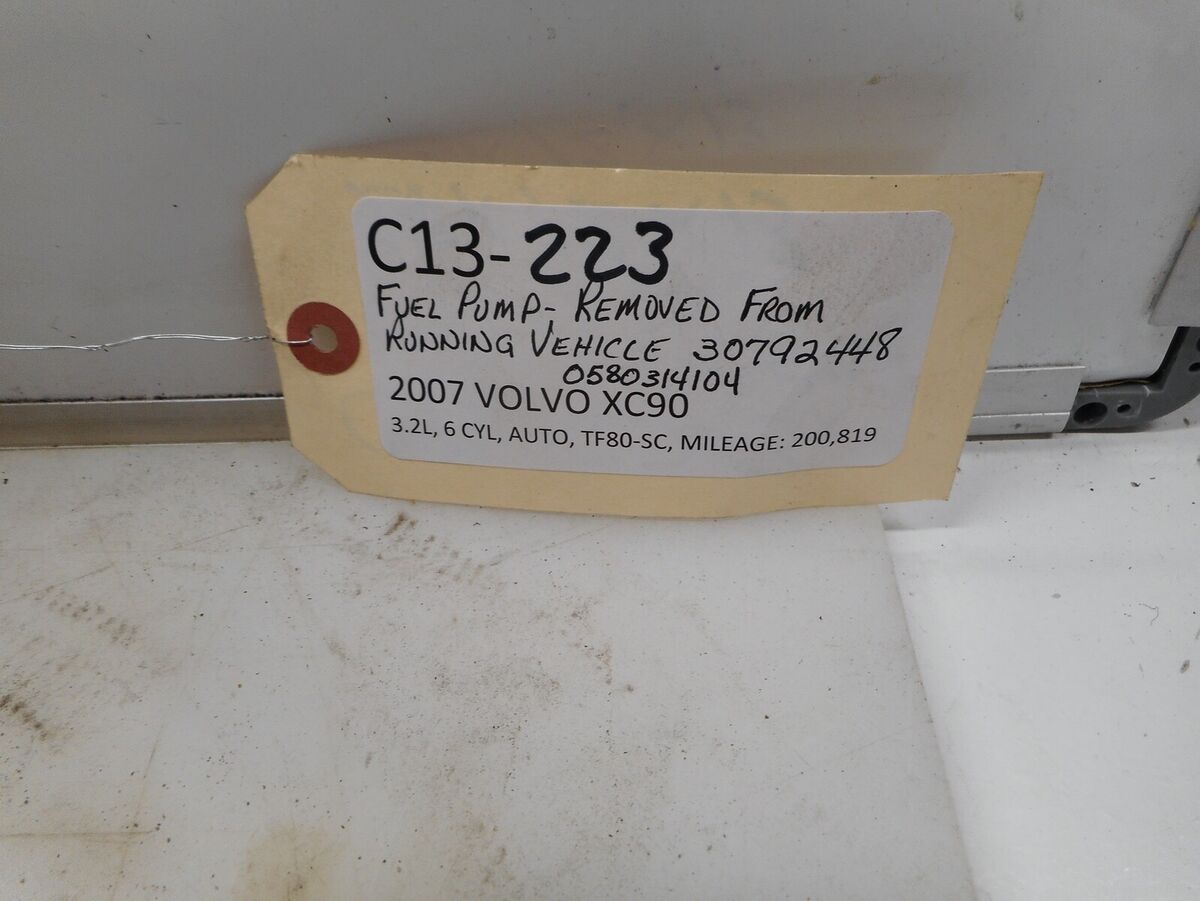 C13-223
FUEL PUMP- REMOVED FROM
RUNNING VEHICLE 30792448
0580314104
2007 VOLVO XC90
3.2L, 6 CYL, AUTO, TF80-SC, MILEAGE: 200,819